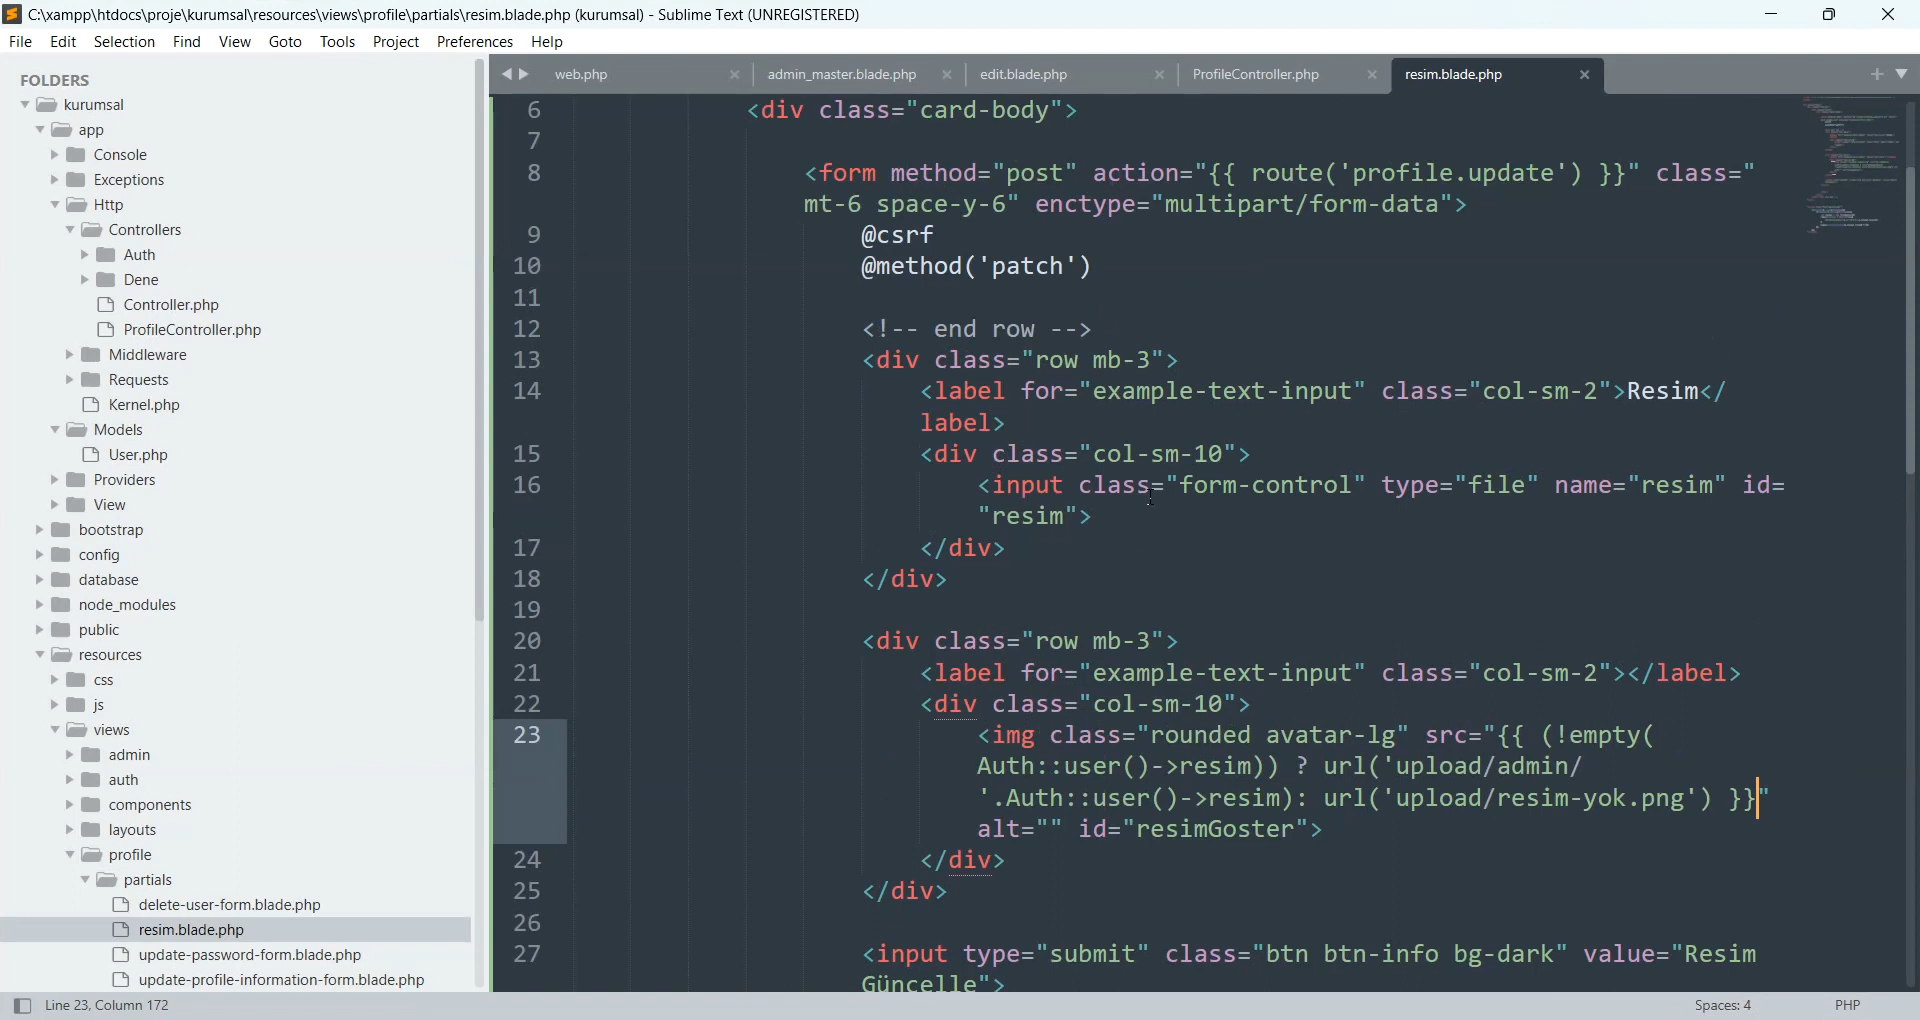 C:\xampp\htdocs\proje\kurumsal\resources\views\profile\partials\resim.blade.php (kurumsal) - Sublime Text (UNREGISTERED)
File Edit Selection Find View Goto Tools Project Preferences Help
FOLDERS
kurumsal
app
Console
Exceptions
Http
Controllers
Auth
Dene
Controller.php
ProfileController.php
Middleware
Requests
Kernel.php
Models
User.php
Providers
View
bootstrap
config
database
node_modules
public
resources
css
js
views
admin
auth
components
layouts
profile
partials
delete-user-form.blade.php
resim.blade.php
update-password-form.blade.php
update-profile-information-form.blade.php
web.php admin_master.blade.php edit.blade.php ProfileController.php resim.blade.php
6 <div class="card-body">
7
8 <form method="post" action="{{ route('profile.update') }}" class="
mt-6 space-y-6" enctype="multipart/form-data">
9 @csrf
10 @method('patch')
11
12 <!-- end row -->
13 <div class="row mb-3">
14 <label for="example-text-input" class="col-sm-2">Resim</
label>
15 <div class="col-sm-10">
16 <input class="form-control" type="file" name="resim" id=
"resim">
17 </div>
18 </div>
19
20 <div class="row mb-3">
21 <label for="example-text-input" class="col-sm-2"></label>
22 <div class="col-sm-10">
23 <img class="rounded avatar-lg" src="{{ (!empty(
Auth::user()->resim)) ? url('upload/admin/
'.Auth::user()->resim): url('upload/resim-yok.png') }}"
alt="" id="resimGoster">
24 </div>
25 </div>
26
27 <input type="submit" class="btn btn-info bg-dark" value="Resim
Güncelle">
Line 23, Column 172 Spaces: 4 PHP